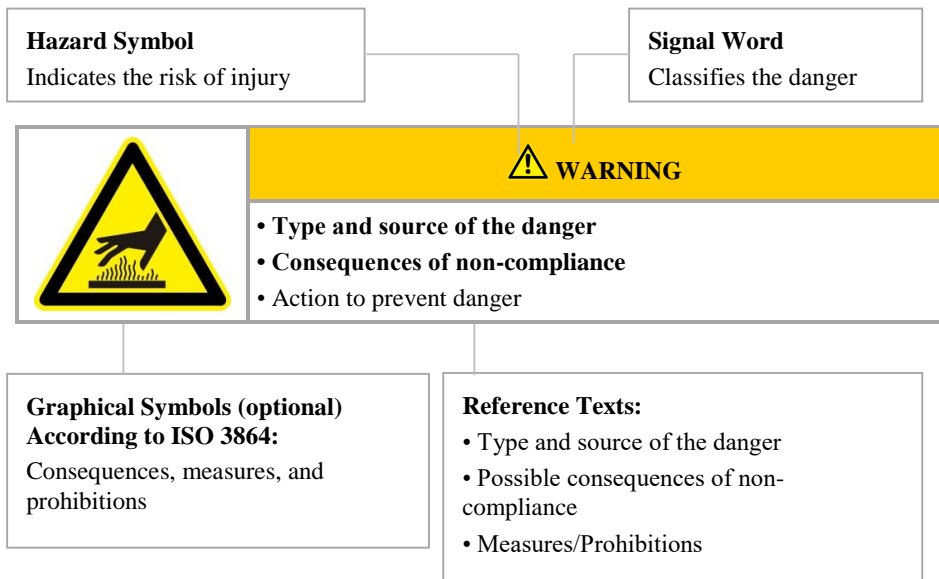 Hazard Symbol
Indicates the risk of injury
Signal Word
Classifies the danger
WARNING
• Type and source of the danger
• Consequences of non-compliance
• Action to prevent danger
Graphical Symbols (optional)
According to ISO 3864:
Consequences, measures, and
prohibitions
Reference Texts:
• Type and source of the danger
• Possible consequences of non-
compliance
• Measures/Prohibitions